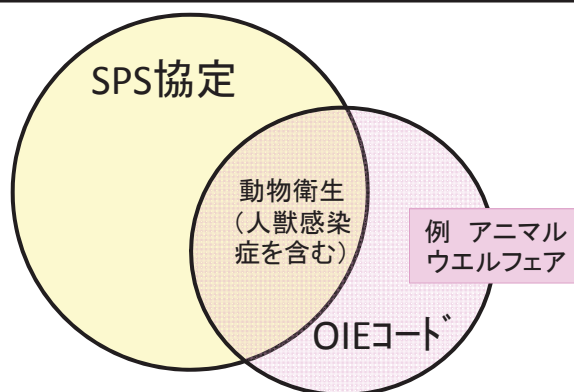 SPS協定
動物衛生
(人獣感染
症を含む)
例 アニマル
ウエルフェア
OIEコード